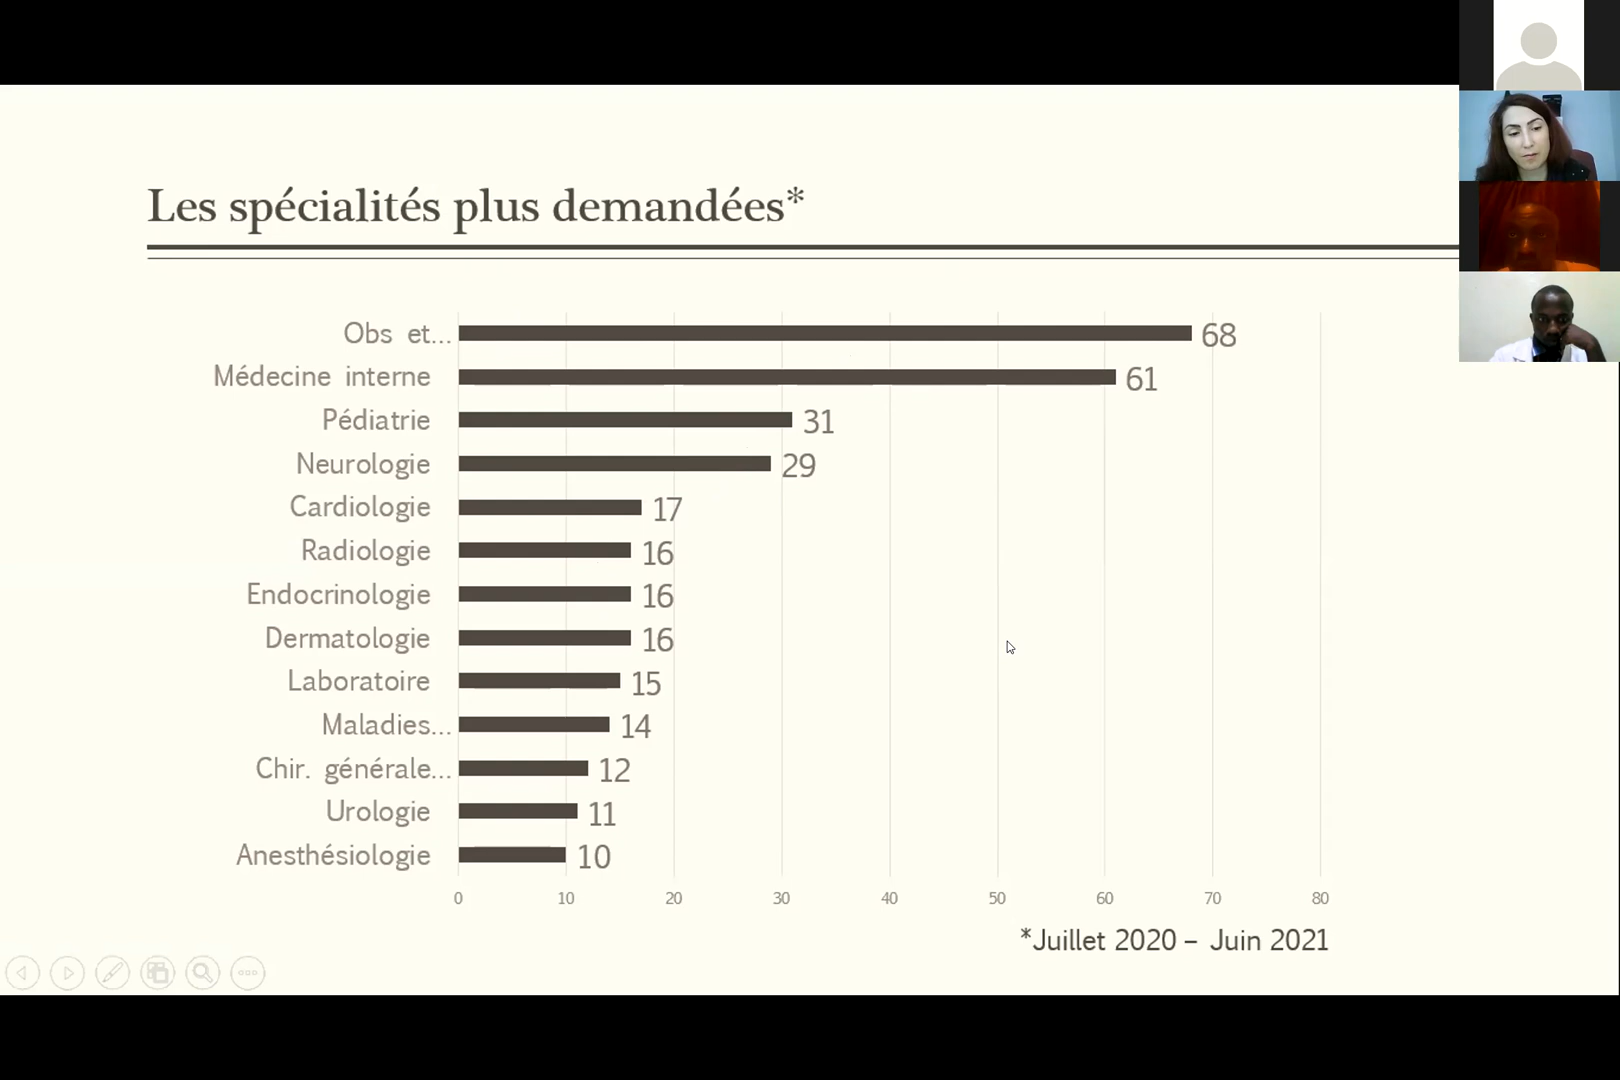 Les spécialités plus demandées*
Obs et... 68
Médecine interne 61
Pédiatrie 31
Neurologie 29
Cardiologie 17
Radiologie 16
Endocrinologie 16
Dermatologie 16
Laboratoire 15
Maladies... 14
Chir. générale... 12
Urologie 11
Anesthésiologie 10
0 10 20 30 40 50 60 70 80
*Juillet 2020 – Juin 2021